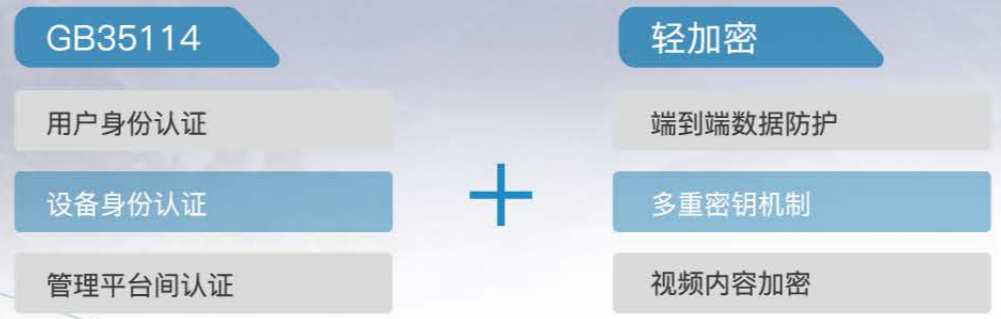 GB35114
用户身份认证
设备身份认证
管理平台间认证
+
轻加密
端到端数据防护
多重密钥机制
视频内容加密